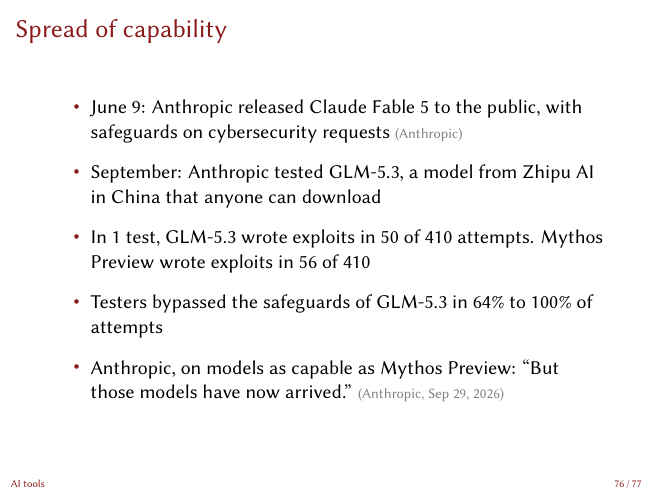 Spread of capability
• June 9: Anthropic released Claude Fable 5 to the public, with
safeguards on cybersecurity requests (Anthropic)
• September: Anthropic tested GLM-5.3, a model from Zhipu AI
in China that anyone can download
• In 1 test, GLM-5.3 wrote exploits in 50 of 410 attempts. Mythos
Preview wrote exploits in 56 of 410
• Testers bypassed the safeguards of GLM-5.3 in 64% to 100% of
attempts
• Anthropic, on models as capable as Mythos Preview: “But
those models have now arrived.” (Anthropic, Sep 29, 2026)
AI tools
76 / 77